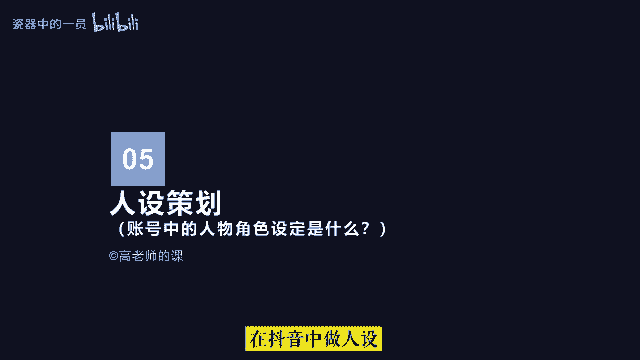 瓷器中的一员 bilibili
05
人设策划
（账号中的人物角色设定是什么？）
©高老师的课
在抖音中做人设